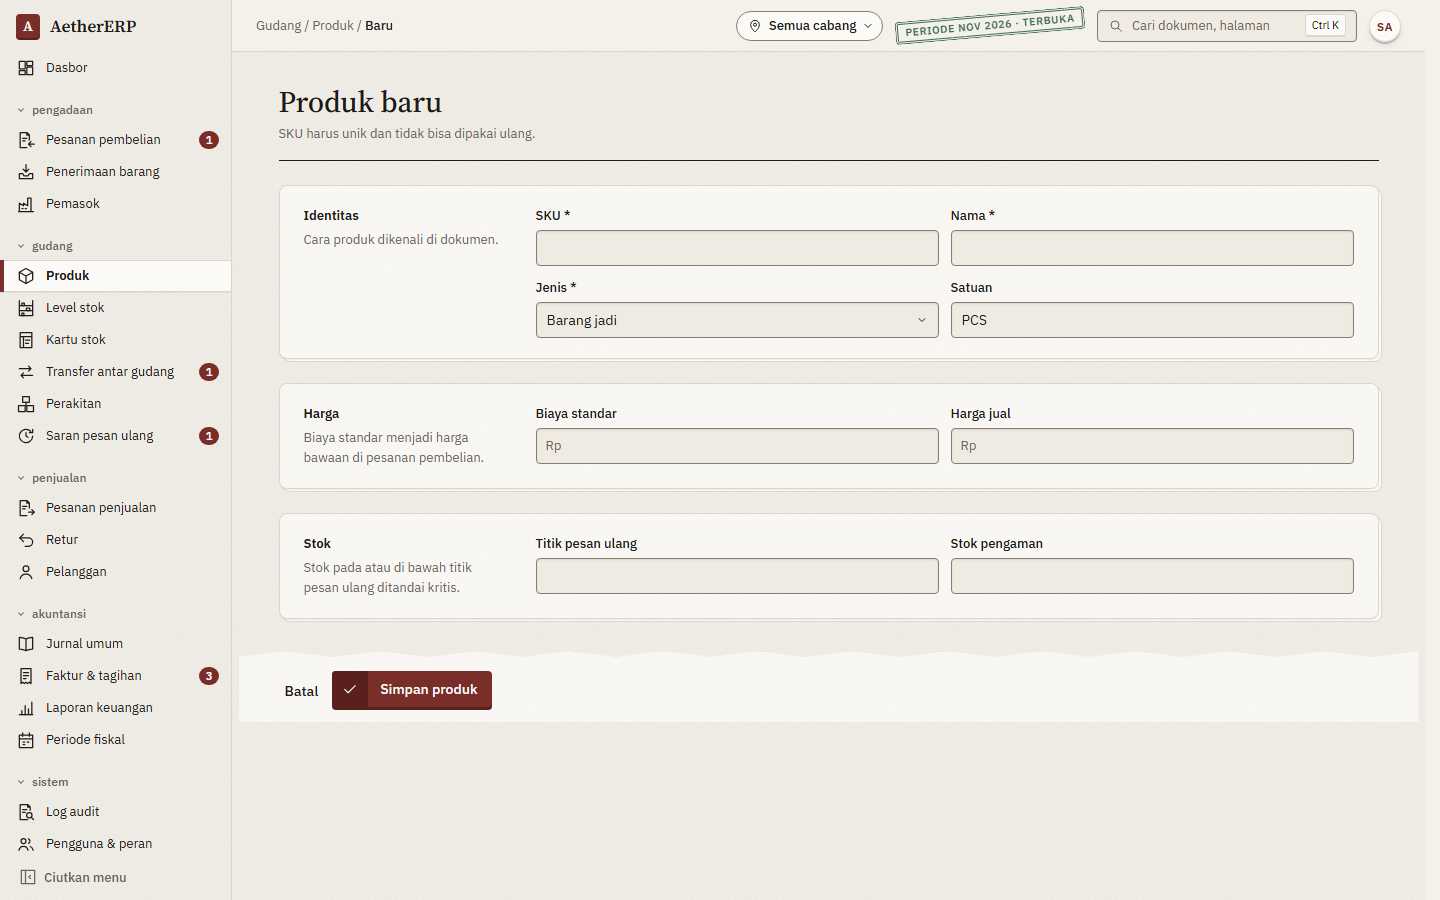 A AetherERP
Gudang / Produk / Baru
Semua cabang
PERIODE NOV 2026 · TERBUKA
Cari dokumen, halaman
Ctrl K
SA
Dasbor
pengadaan
Pesanan pembelian 1
Penerimaan barang
Pemasok
gudang
Produk
Level stok
Kartu stok
Transfer antar gudang 1
Perakitan
Saran pesan ulang 1
penjualan
Pesanan penjualan
Retur
Pelanggan
akuntansi
Jurnal umum
Faktur & tagihan 3
Laporan keuangan
Periode fiskal
sistem
Log audit
Pengguna & peran
Ciutkan menu
Produk baru
SKU harus unik dan tidak bisa dipakai ulang.
Identitas
Cara produk dikenali di dokumen.
SKU *
Nama *
Jenis *
Barang jadi
Satuan
PCS
Harga
Biaya standar menjadi harga
bawaan di pesanan pembelian.
Biaya standar
Rp
Harga jual
Rp
Stok
Stok pada atau di bawah titik
pesan ulang ditandai kritis.
Titik pesan ulang
Stok pengaman
Batal
Simpan produk